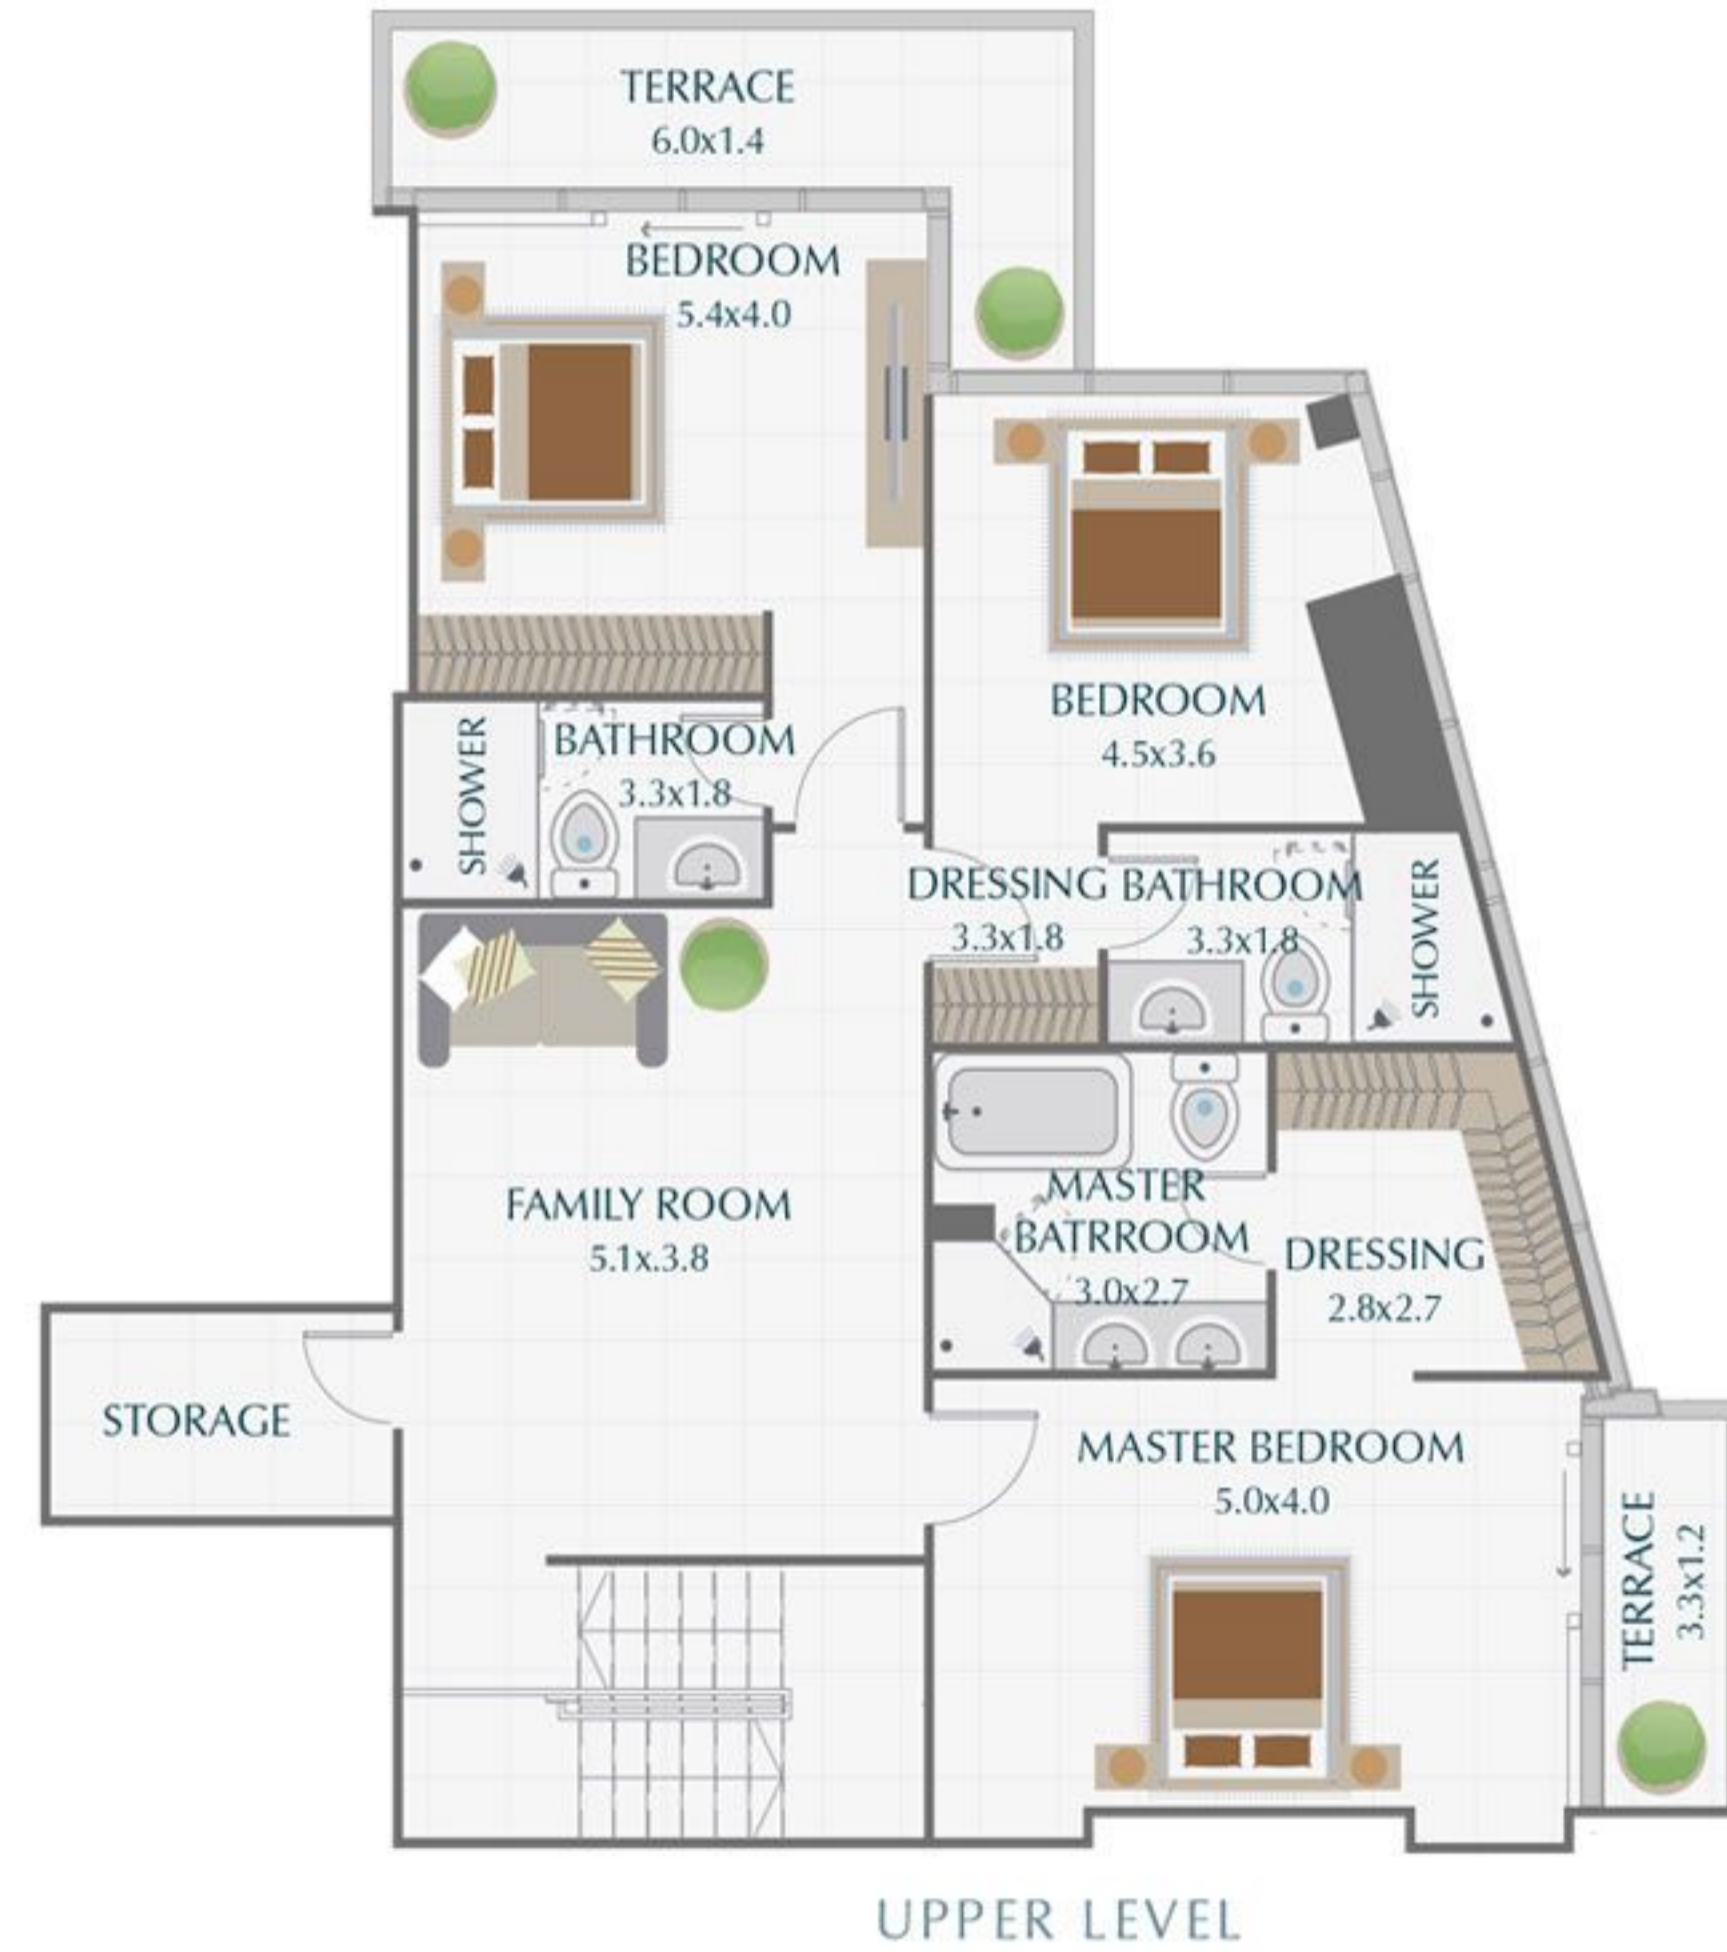 TERRACE
6.0x1.4
BEDROOM
5.4x4.0
BEDROOM
4.5x3.6
SHOWER
BATHROOM
3.3x1.8
DRESSING
3.3x1.8
BATHROOM
3.3x1.8
SHOWER
FAMILY ROOM
5.1x.3.8
MASTER
BATRROOM
3.0x2.7
DRESSING
2.8x2.7
STORAGE
MASTER BEDROOM
5.0x4.0
TERRACE
3.3x1.2
UPPER LEVEL